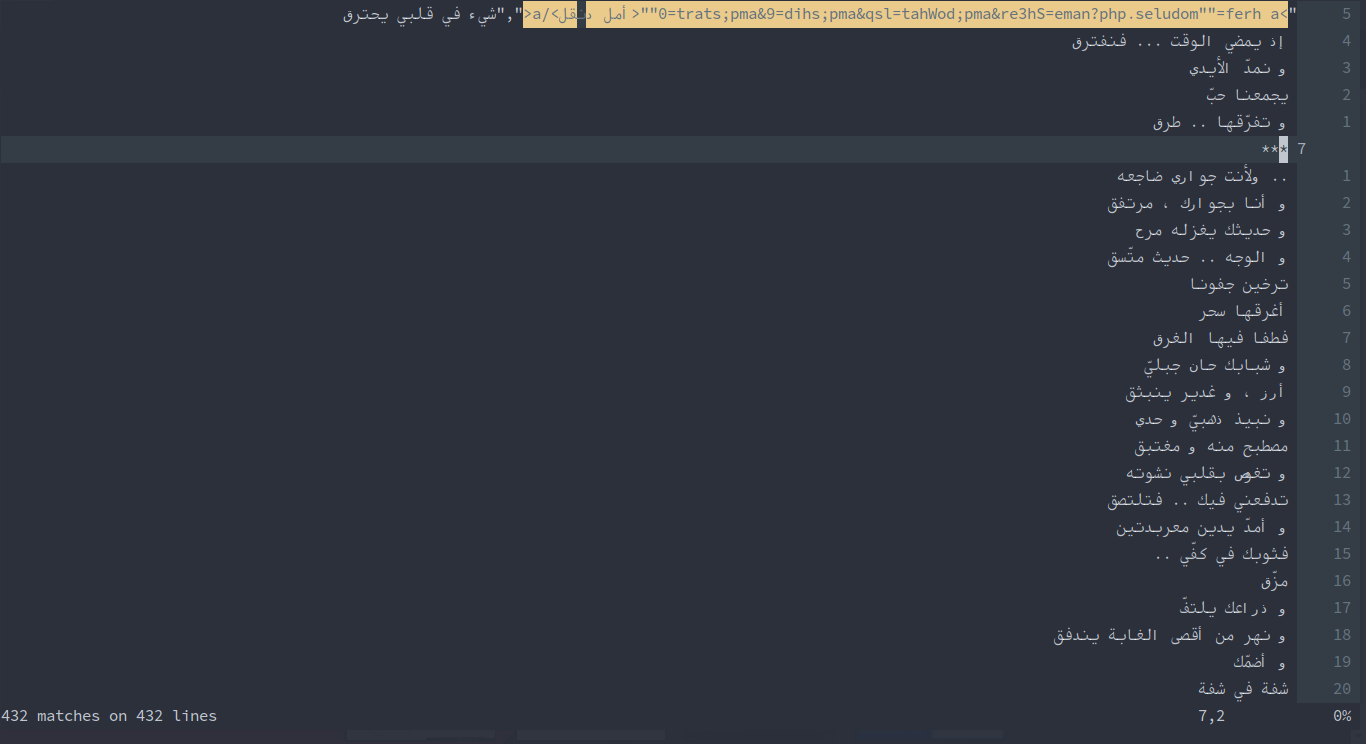 5 "<a href=""modules.php?name=Sh3er&amp;doWhat=lsq&amp;shid=9&amp;start=0""> أمل دنقل</a>","شيء في قلبي يحترق
4 إذ يمضي الوقت ... فنفترق
3 و نمدّ الأيدي
2 يجمعنا حبّ
1 و تفرّقها .. طرق
7 ***
1 .. ولأنت جواري ضاجعه
2 و أنا بجوارك ، مرتفق
3 و حديثك يغزله مرح
4 و الوجه .. حديث متّسق
5 ترخين جفونا
6 أغرقها سحر
7 فطفا فيها الغرق
8 و شبابك حان جبليّ
9 أرز ، و غدير ينبثق
10 و نبيذ ذهبيّ و حدي
11 مصطبح منه و مغتبق
12 و تغوص بقلبي نشوته
13 تدفعني فيك .. فتلتصق
14 و أمدّ يدين معربدتين
15 فثوبك في كفّي ..
16 مزّق
17 و ذراعك يلتفّ
18 و نهر من أقصى الغابة يندفق
19 و أضمّك
20 شفة في شفة
432 matches on 432 lines 7,2 0%